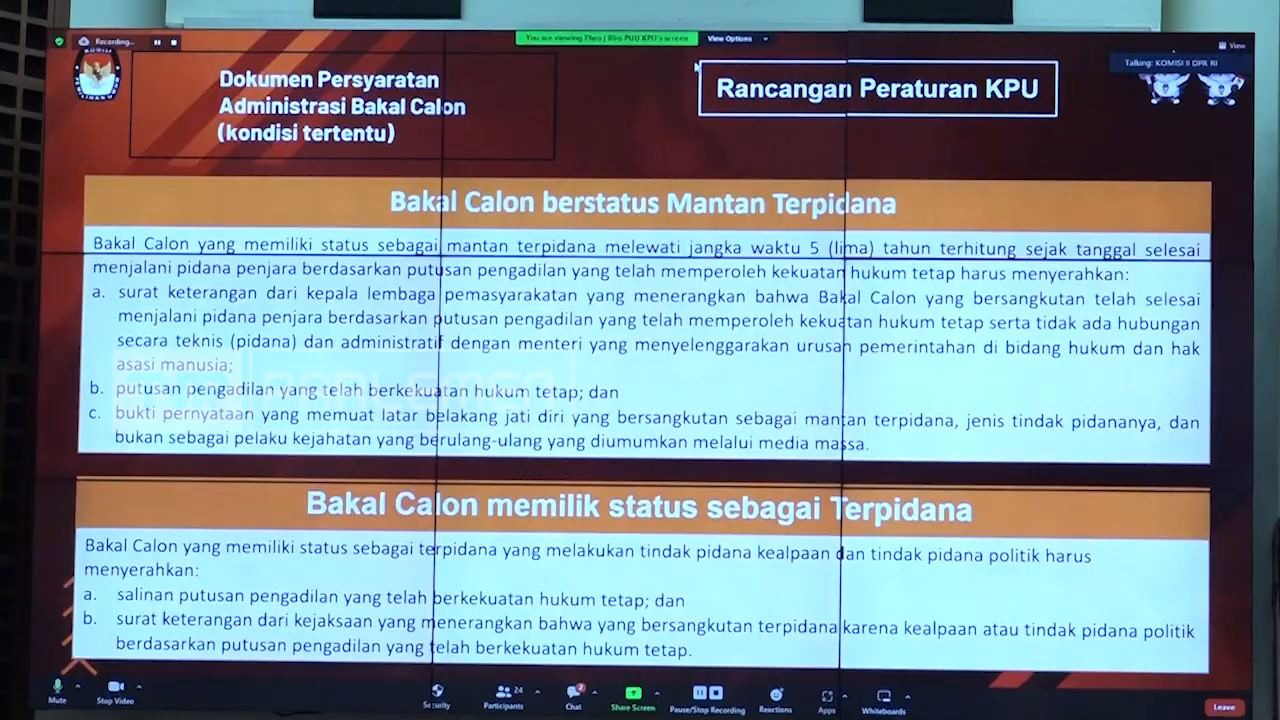 Recording...
You are viewing Theo | Biro PUU KPU's screen
View Options
View
Talking: KOMISI II DPR RI
Dokumen Persyaratan
Administrasi Bakal Calon
(kondisi tertentu)
Rancangan Peraturan KPU
Bakal Calon berstatus Mantan Terpidana
Bakal Calon yang memiliki status sebagai mantan terpidana melewati jangka waktu 5 (lima) tahun terhitung sejak tanggal selesai
menjalani pidana penjara berdasarkan putusan pengadilan yang telah memperoleh kekuatan hukum tetap harus menyerahkan:
a. surat keterangan dari kepala lembaga pemasyarakatan yang menerangkan bahwa Bakal Calon yang bersangkutan telah selesai
menjalani pidana penjara berdasarkan putusan pengadilan yang telah memperoleh kekuatan hukum tetap serta tidak ada hubungan
secara teknis (pidana) dan administratif dengan menteri yang menyelenggarakan urusan pemerintahan di bidang hukum dan hak
asasi manusia;
b. putusan pengadilan yang telah berkekuatan hukum tetap; dan
c. bukti pernyataan yang memuat latar belakang jati diri yang bersangkutan sebagai mantan terpidana, jenis tindak pidananya, dan
bukan sebagai pelaku kejahatan yang berulang-ulang yang diumumkan melalui media massa.
Bakal Calon memilik status sebagai Terpidana
Bakal Calon yang memiliki status sebagai terpidana yang melakukan tindak pidana kealpaan dan tindak pidana politik harus
menyerahkan:
a. salinan putusan pengadilan yang telah berkekuatan hukum tetap; dan
b. surat keterangan dari kejaksaan yang menerangkan bahwa yang bersangkutan terpidana karena kealpaan atau tindak pidana politik
berdasarkan putusan pengadilan yang telah berkekuatan hukum tetap.
Mute
Stop Video
Security
Participants
24
Chat
2
Share Screen
Pause/Stop Recording
Reactions
Apps
Whiteboards
Leave